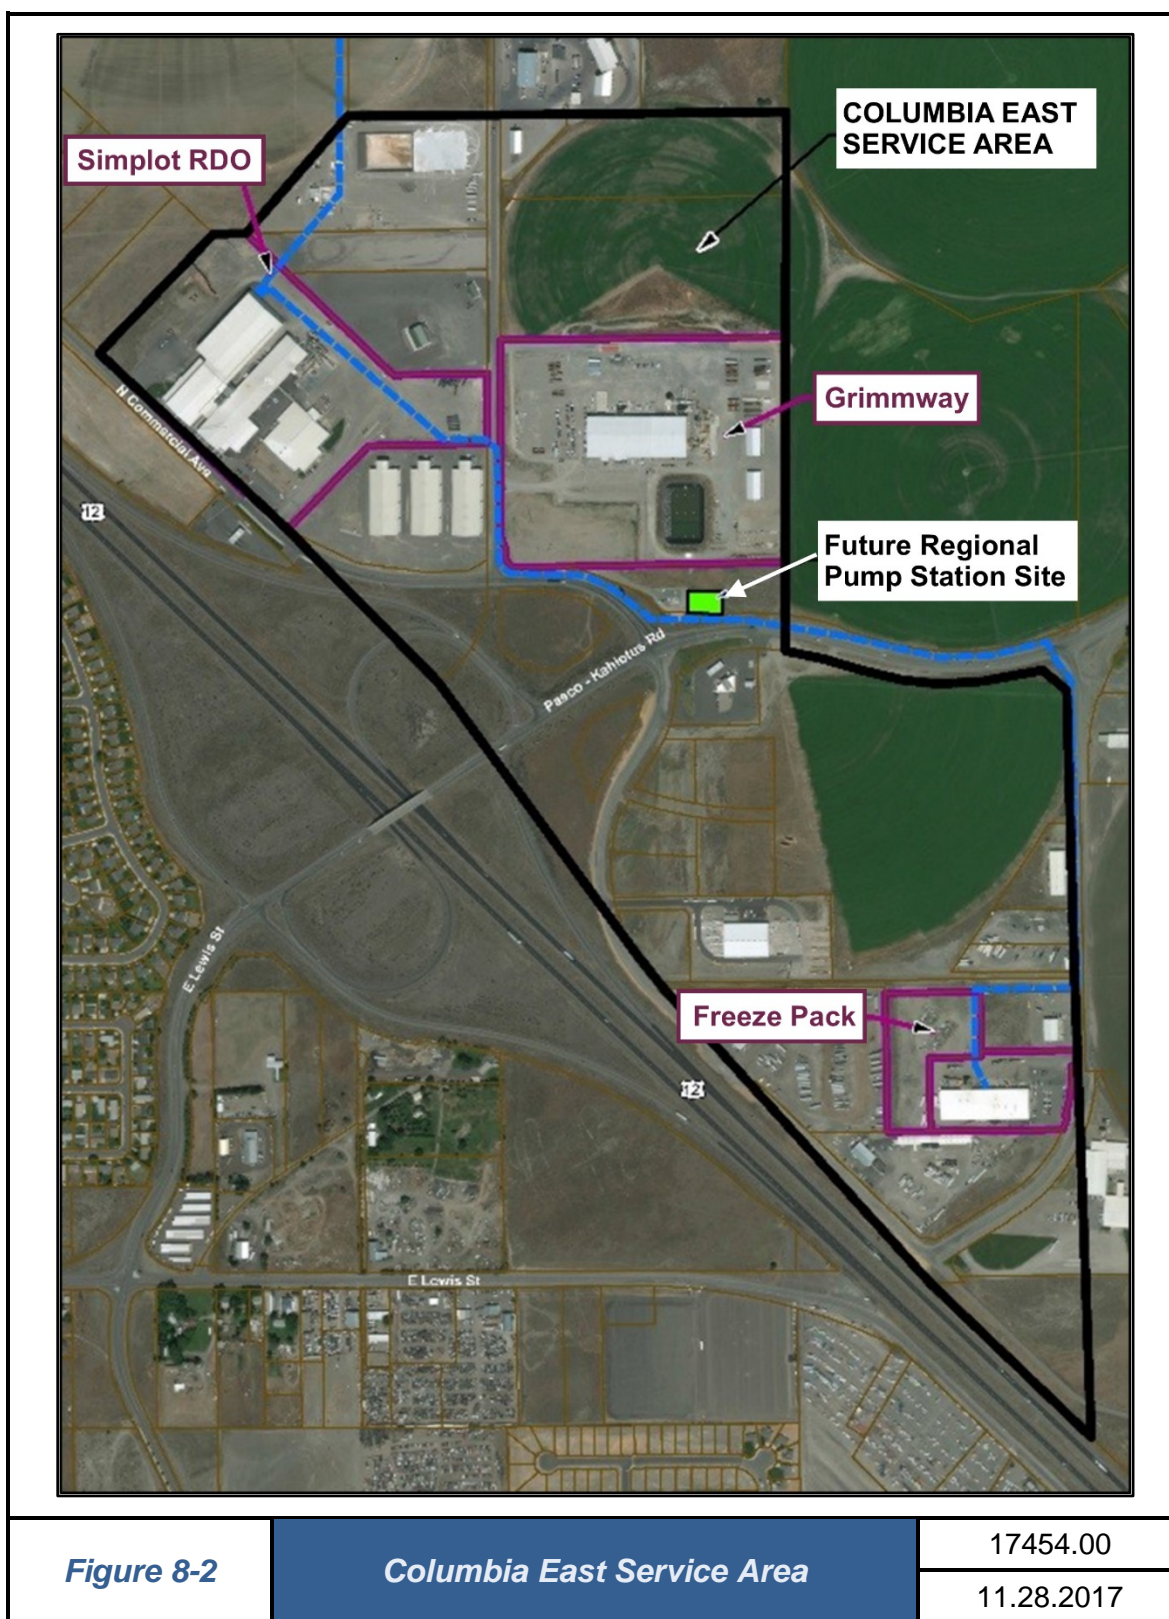 COLUMBIA EAST
SERVICE AREA
Simplot RDO
Grimmway
N Commercial Ave
12
Future Regional
Pump Station Site
Pasco - Kahlotus Rd
E Lewis St
Freeze Pack
12
E Lewis St
Figure 8-2
Columbia East Service Area
17454.00
11.28.2017